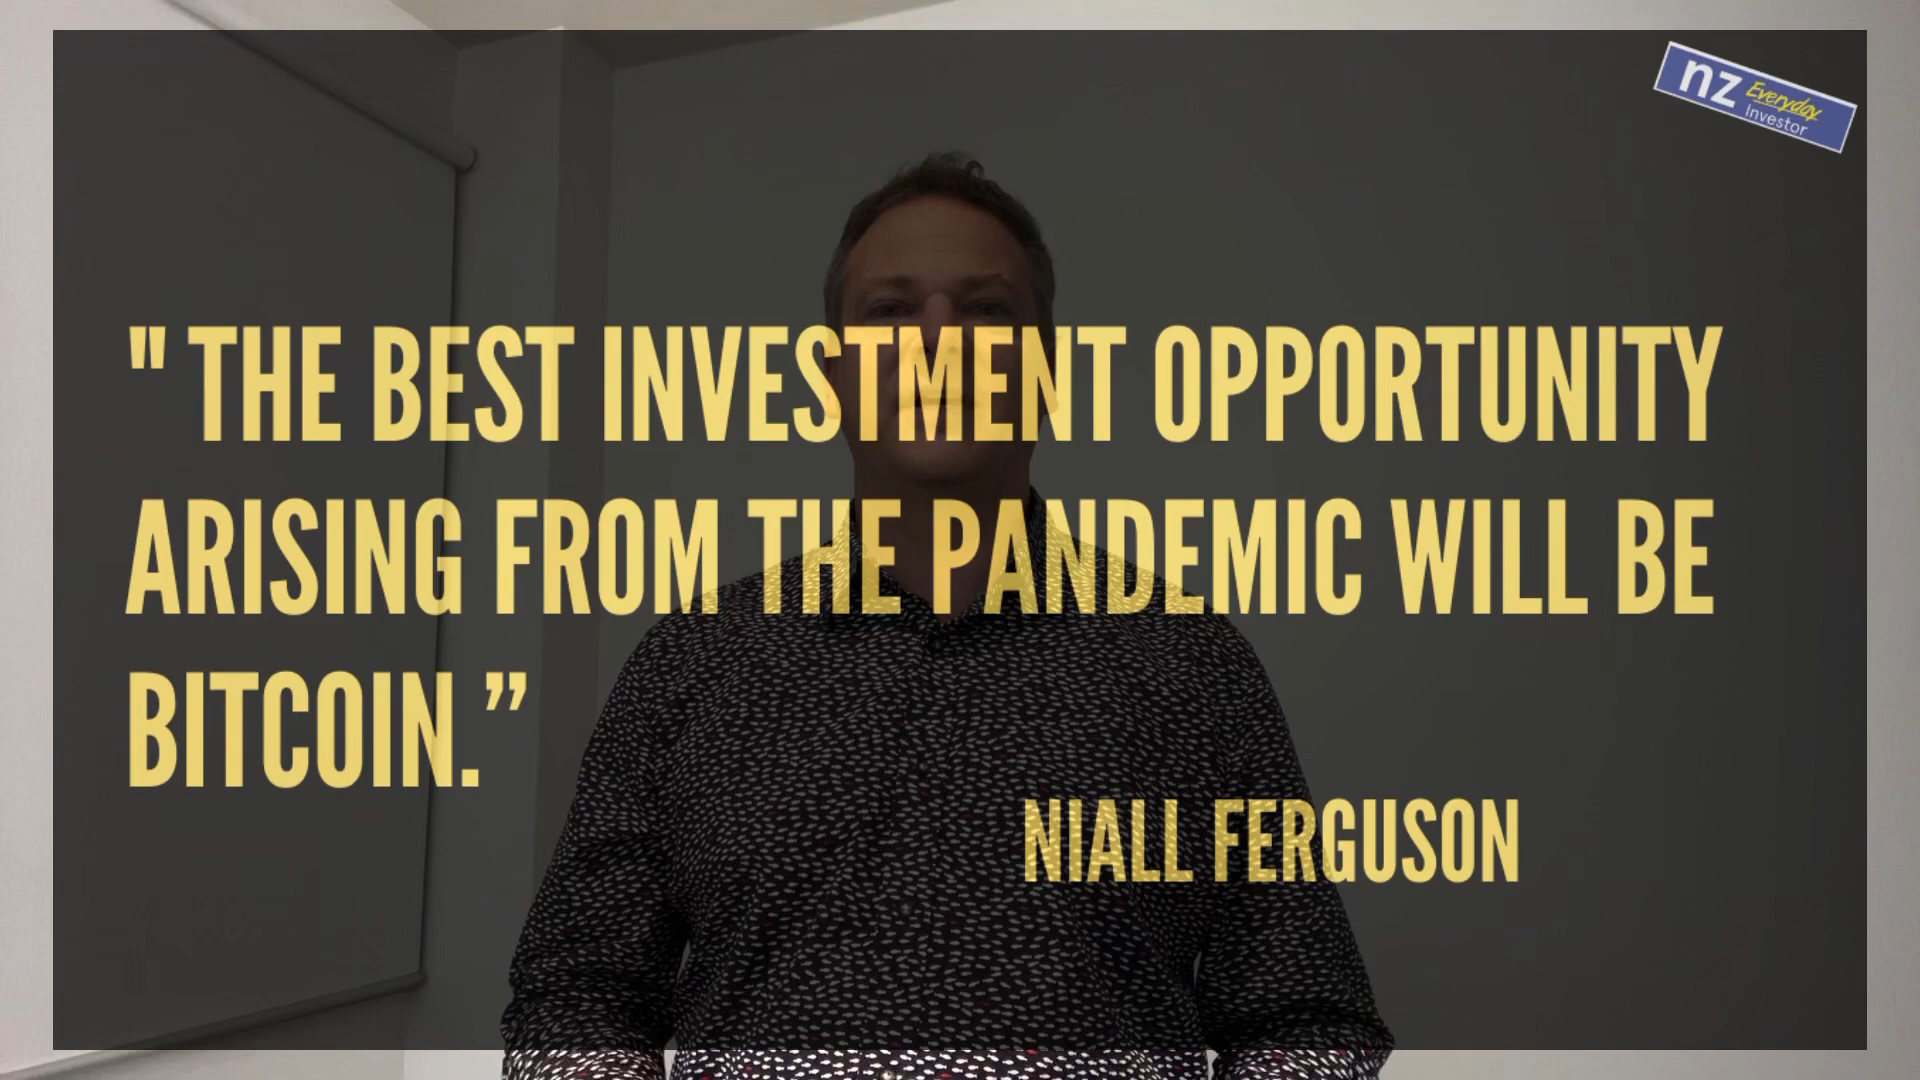 nz Everyday
Investor
" THE BEST INVESTMENT OPPORTUNITY
ARISING FROM THE PANDEMIC WILL BE
BITCOIN.”
NIALL FERGUSON